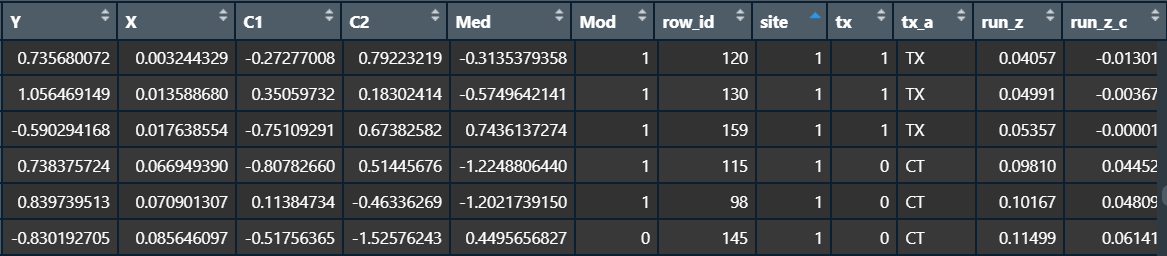 Y X C1 C2 Med Mod row_id site tx tx_a run_z run_z_c
0.735680072 0.003244329 -0.27277008 0.79223219 -0.3135379358 1 120 1 1 TX 0.04057 -0.01301
1.056469149 0.013588680 0.35059732 0.18302414 -0.5749642141 1 130 1 1 TX 0.04991 -0.00367
-0.590294168 0.017638554 -0.75109291 0.67382582 0.7436137274 1 159 1 1 TX 0.05357 -0.00001
0.738375724 0.066949390 -0.80782660 0.51445676 -1.2248806440 1 115 1 0 CT 0.09810 0.04452
0.839739513 0.070901307 0.11384734 -0.46336269 -1.2021739150 1 98 1 0 CT 0.10167 0.04809
-0.830192705 0.085646097 -0.51756365 -1.52576243 0.4495656827 0 145 1 0 CT 0.11499 0.06141